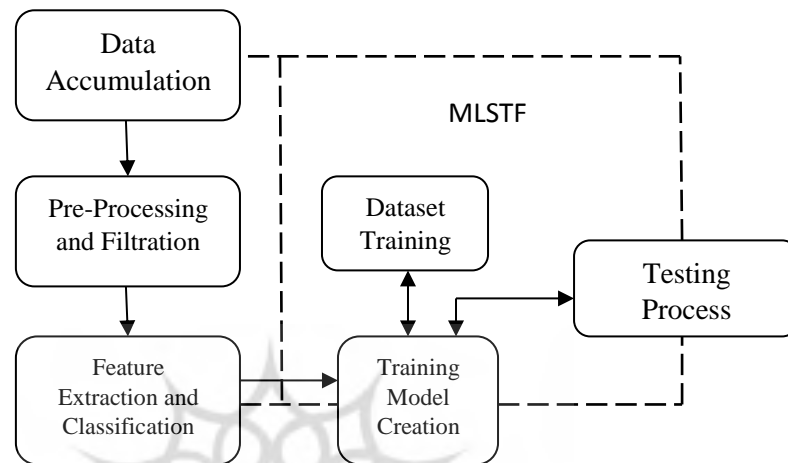 Data
Accumulation
MLSTF
Pre-Processing
and Filtration
Dataset
Training
Testing
Process
Feature
Extraction and
Classification
Training
Model
Creation